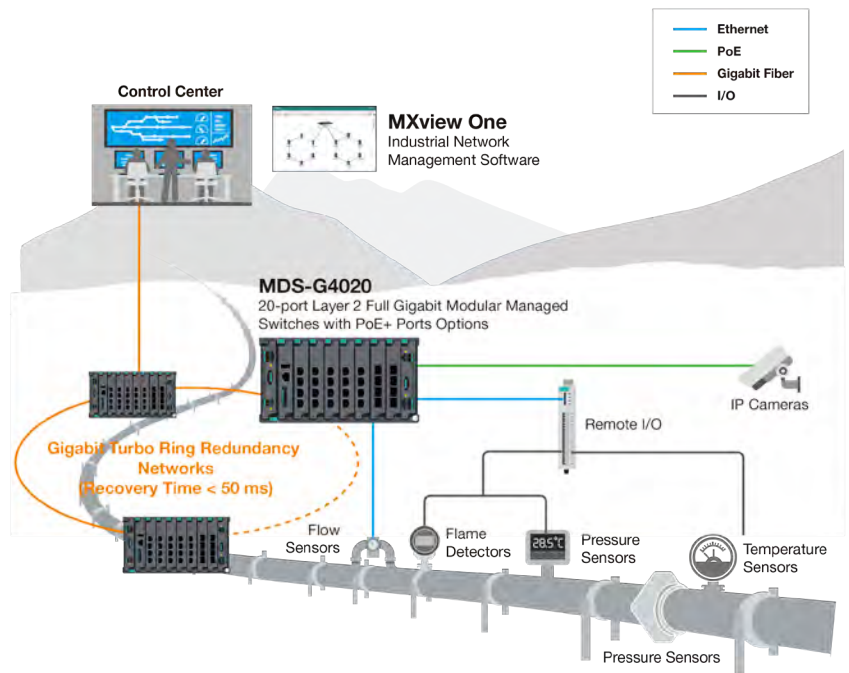 Ethernet
PoE
Gigabit Fiber
I/O
Control Center
MXview One
Industrial Network
Management Software
MDS-G4020
20-port Layer 2 Full Gigabit Modular Managed
Switches with PoE+ Ports Options
IP Cameras
Remote I/O
Gigabit Turbo Ring Redundancy
Networks
(Recovery Time < 50 ms)
Flow
Sensors
Flame
Detectors
28.5°C
Pressure
Sensors
Temperature
Sensors
Pressure Sensors